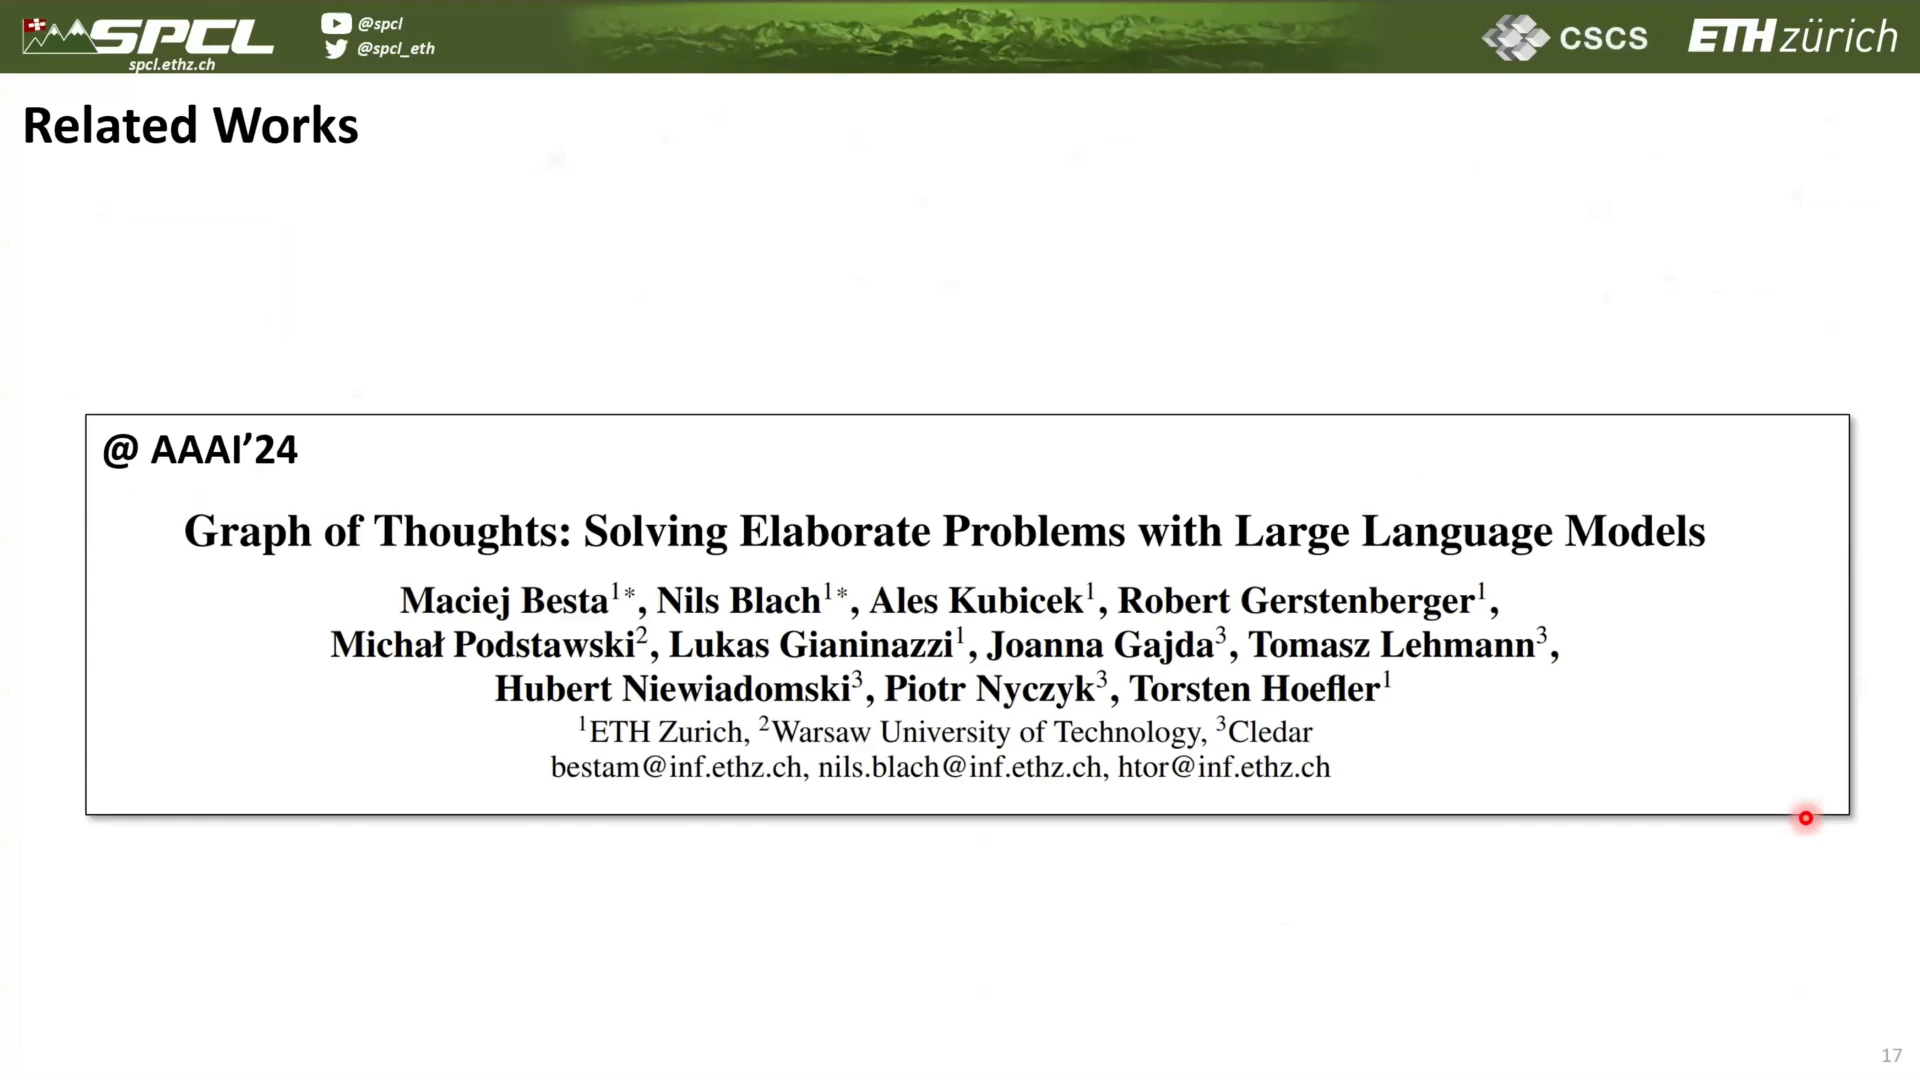 SPCL
spcl.ethz.ch
@spcl
@spcl_eth
CSCS
ETH zürich
Related Works
@ AAAI’24
Graph of Thoughts: Solving Elaborate Problems with Large Language Models
Maciej Besta¹*, Nils Blach¹*, Ales Kubicek¹, Robert Gerstenberger¹,
Michał Podstawski², Lukas Gianinazzi¹, Joanna Gajda³, Tomasz Lehmann³,
Hubert Niewiadomski³, Piotr Nyczyk³, Torsten Hoefler¹
¹ETH Zurich, ²Warsaw University of Technology, ³Cledar
bestam@inf.ethz.ch, nils.blach@inf.ethz.ch, htor@inf.ethz.ch
17